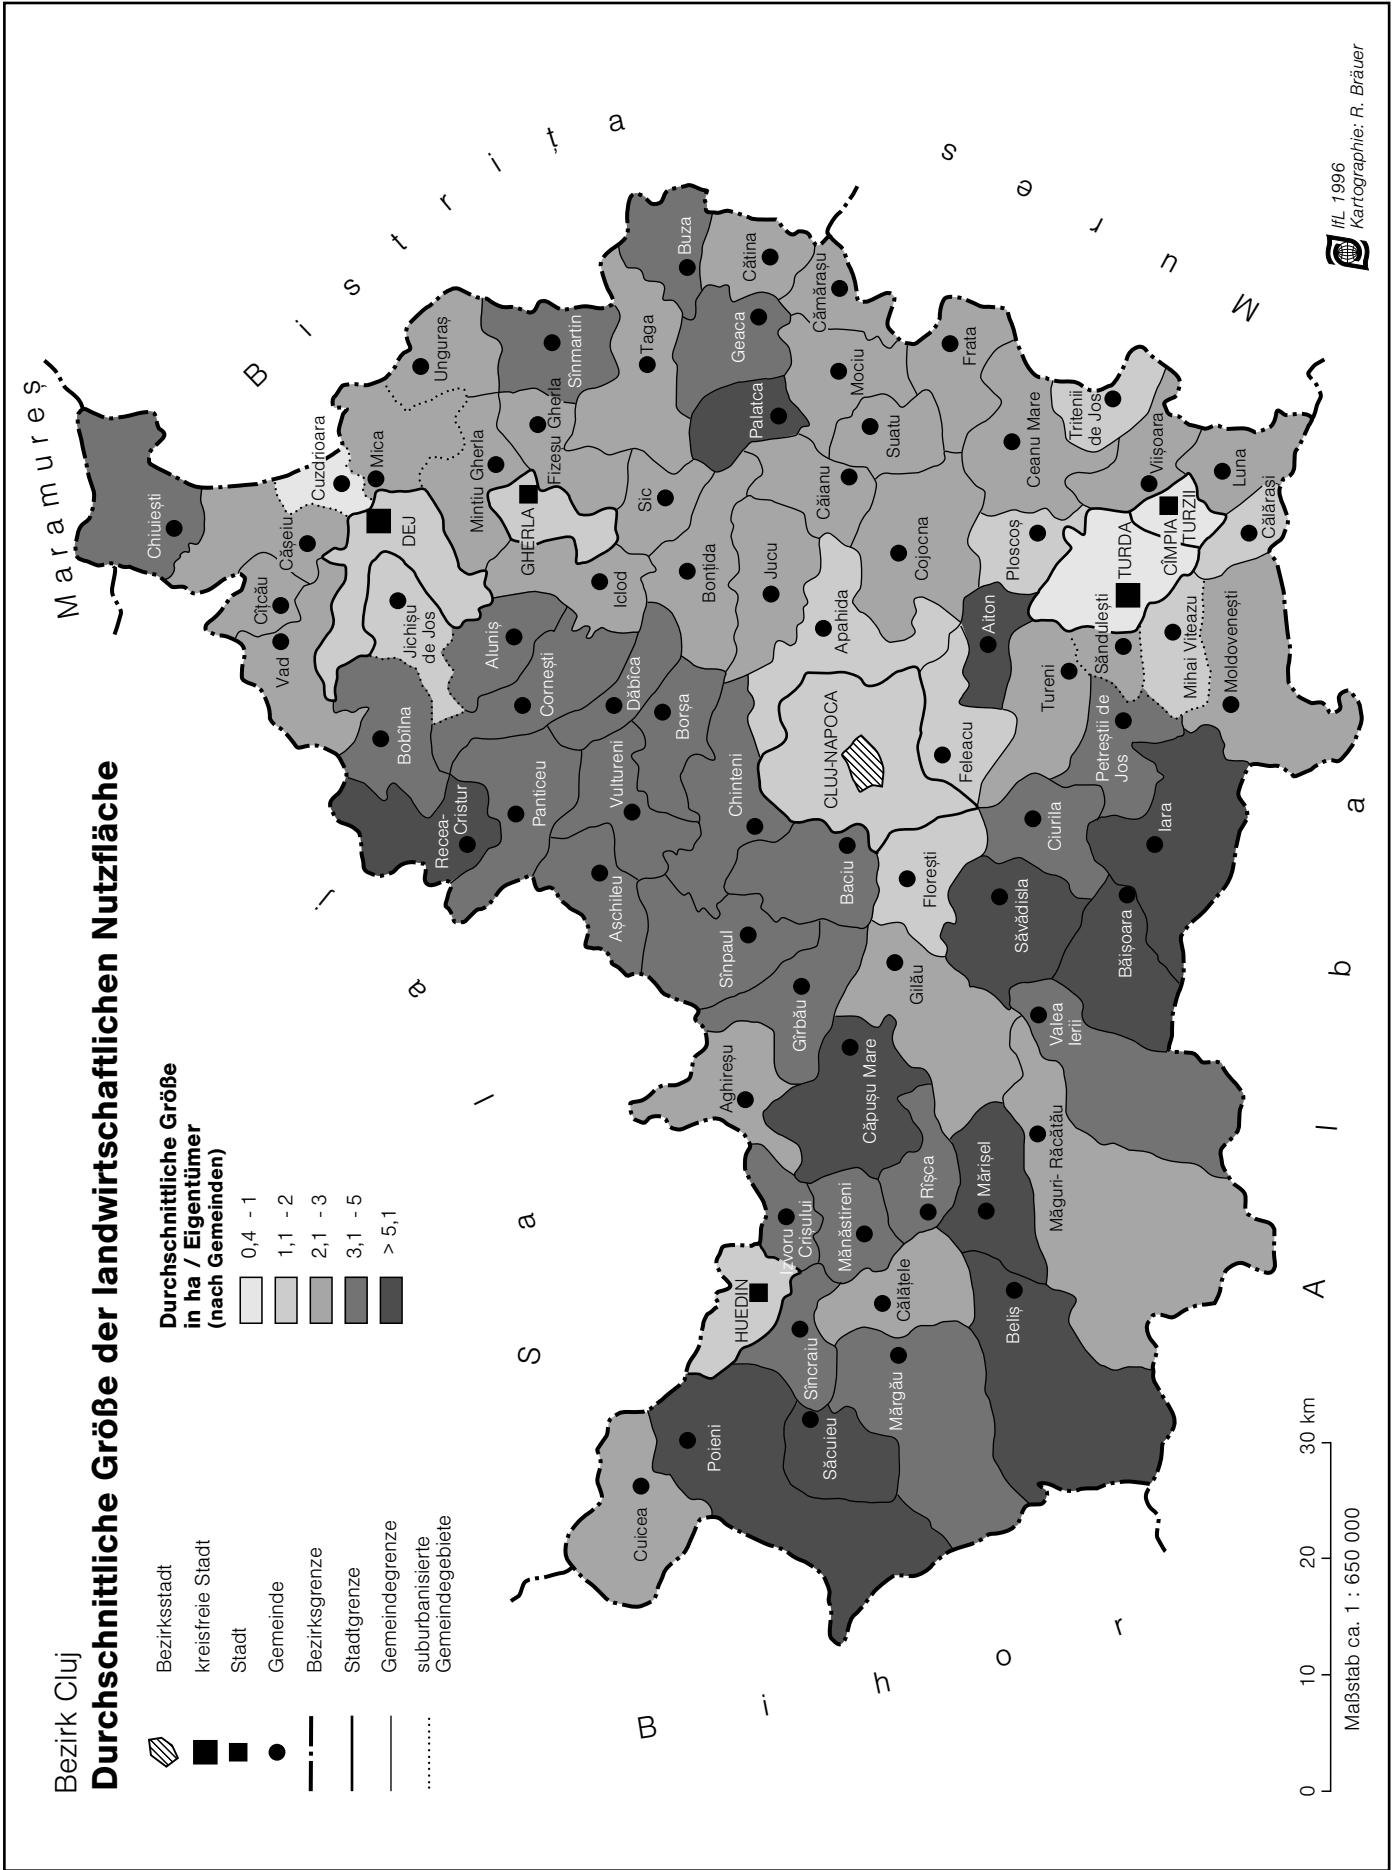 Bezirk Cluj
Durchschnittliche Größe der landwirtschaftlichen Nutzfläche
Bezirksstadt
kreisfreie Stadt
Stadt
Gemeinde
Bezirksgrenze
Stadtgrenze
Gemeindegrenze
suburbanisierte
Gemeindegebiete
Durchschnittliche Größe
in ha / Eigentümer
(nach Gemeinden)
0,4 - 1
1,1 - 2
2,1 - 3
3,1 - 5
> 5,1
Maramureș
Bistrița
Mureș
Alba
Bihor
Sălaj
Chiuiești
Cîțcău
Cășeiu
Cuzdrioara
Vad
DEJ
Mica
Unguraș
Jichișu
de Jos
Bobîlna
Mintiu Gherla
Aluniș
GHERLA
Fizesu Gherla
Sînmartin
Recea-
Cristur
Cornești
Panticeu
Iclod
Sic
Taga
Buza
Dăbîca
Vultureni
Așchileu
Borșa
Bonțida
Geaca
Cătina
Palatca
Chinteni
Jucu
Căianu
Mociu
Cămărașu
Sînpaul
Baciu
CLUJ-NAPOCA
Apahida
Suatu
Cojocna
Frata
Aghireșu
Gîrbău
Gilău
Florești
Feleacu
Aiton
Ploscoș
Ceanu Mare
Tritenii
de Jos
Căpușu Mare
Izvoru
Crișului
Mănăstireni
Rîșca
HUEDIN
Călățele
Mărișel
Săvădisla
Ciurila
Tureni
TURDA
Săndulești
Petreștii de
Jos
Mihai Viteazu
CÎMPIA
TURZII
Viișoara
Luna
Călărași
Moldovenești
Iara
Băișoara
Valea
Ierii
Măguri- Răcătău
Beliș
Mărgău
Sîncraiu
Săcuieu
Poieni
Cuicea
0 10 20 30 km
Maßstab ca. 1 : 650 000
IfL 1996
Kartographie: R. Bräuer